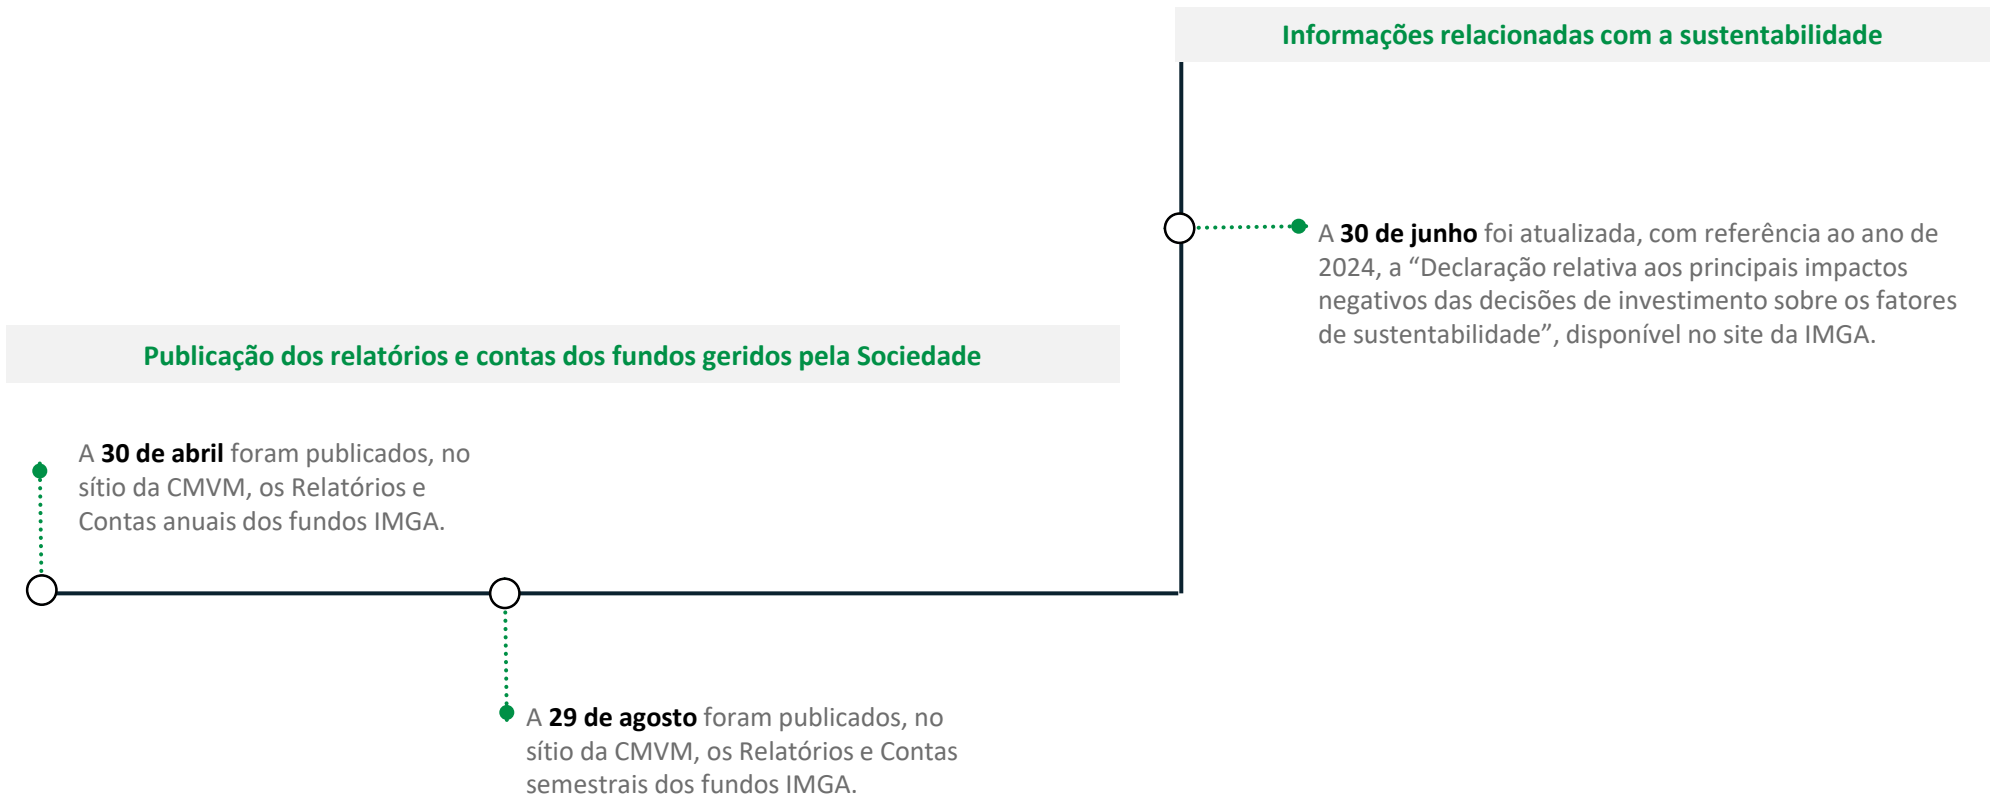 Informações relacionadas com a sustentabilidade
A 30 de junho foi atualizada, com referência ao ano de
2024, a “Declaração relativa aos principais impactos
negativos das decisões de investimento sobre os fatores
de sustentabilidade”, disponível no site da IMGA.
Publicação dos relatórios e contas dos fundos geridos pela Sociedade
A 30 de abril foram publicados, no
sítio da CMVM, os Relatórios e
Contas anuais dos fundos IMGA.
A 29 de agosto foram publicados, no
sítio da CMVM, os Relatórios e Contas
semestrais dos fundos IMGA.